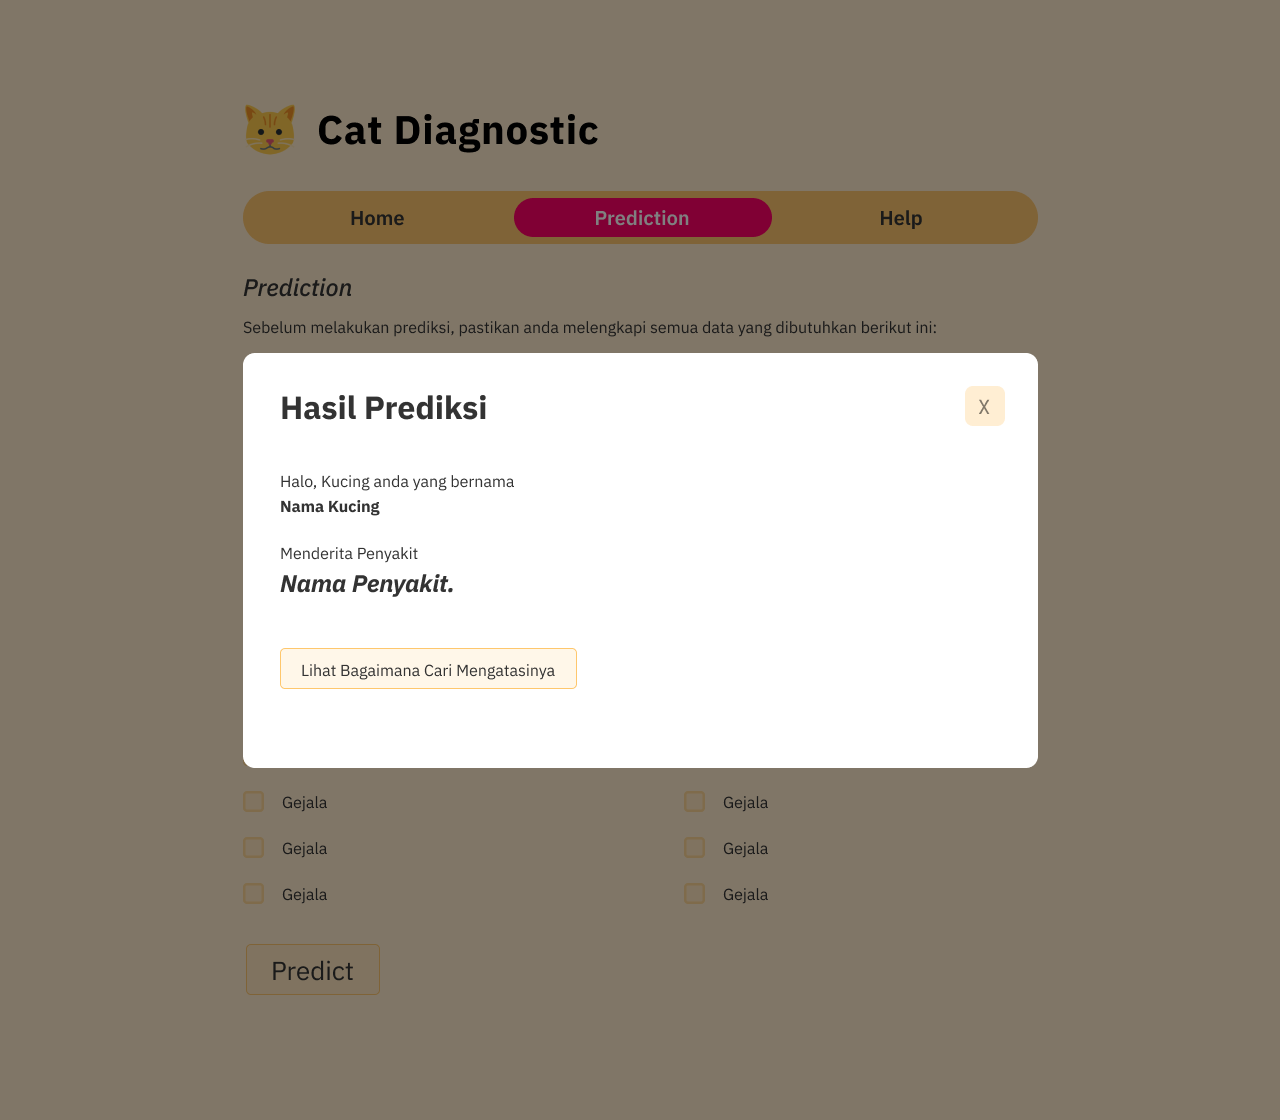 Cat Diagnostic
Home
Prediction
Help
Prediction
Sebelum melakukan prediksi, pastikan anda melengkapi semua data yang dibutuhkan berikut ini:
Hasil Prediksi
X
Halo, Kucing anda yang bernama
Nama Kucing
Menderita Penyakit
Nama Penyakit.
Lihat Bagaimana Cari Mengatasinya
Gejala
Gejala
Gejala
Gejala
Gejala
Gejala
Predict